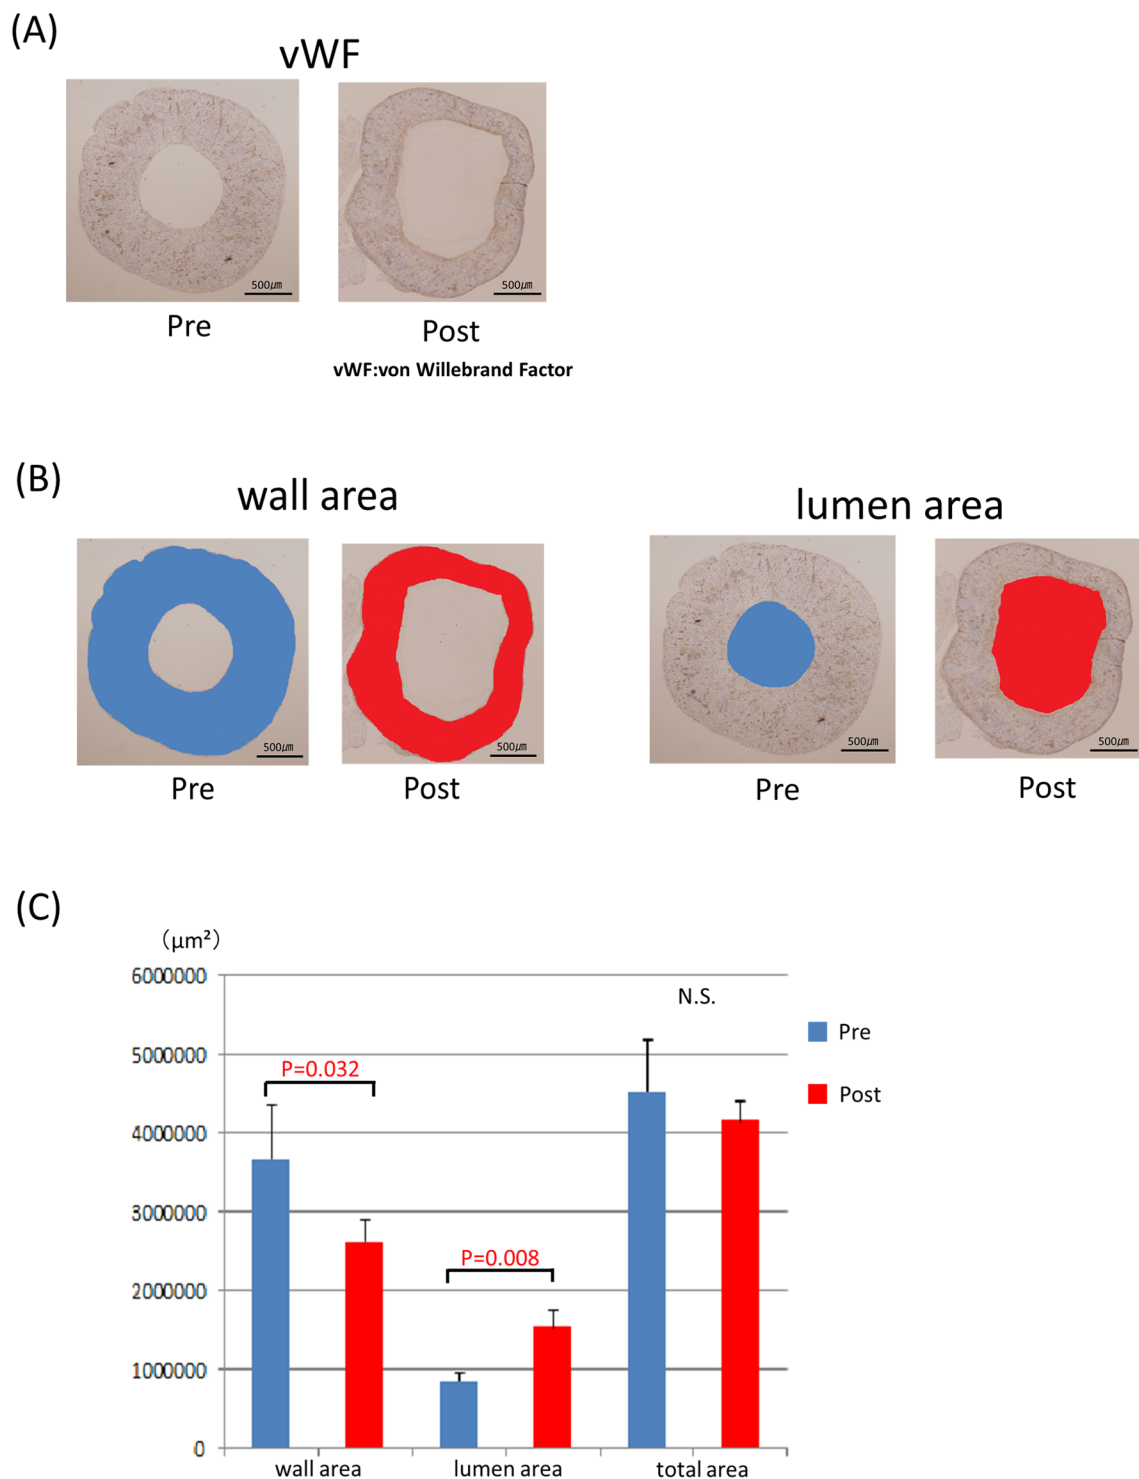 (A)
vWF
500μm
500μm
Pre
Post
vWF:von Willebrand Factor
(B)
wall area
lumen area
500μm
500μm
500μm
500μm
Pre
Post
Pre
Post
(C)
(μm²)
6000000
N.S.
Pre
5000000
P=0.032
Post
4000000
3000000
P=0.008
2000000
1000000
0
wall area
lumen area
total area